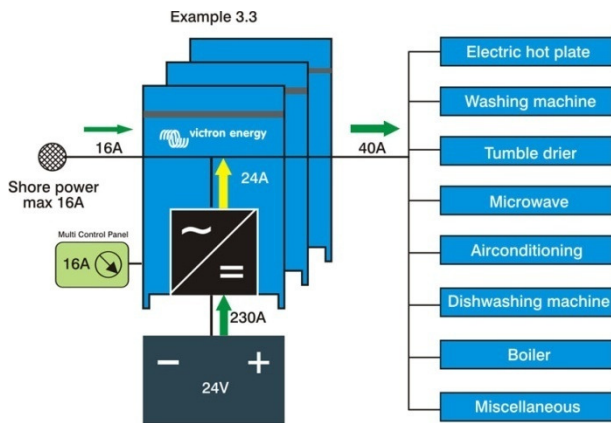 Example 3.3
victron energy
16A
40A
Shore power
max 16A
24A
Multi Control Panel
16A
~
=
230A
− +
24V
Electric hot plate
Washing machine
Tumble drier
Microwave
Airconditioning
Dishwashing machine
Boiler
Miscellaneous